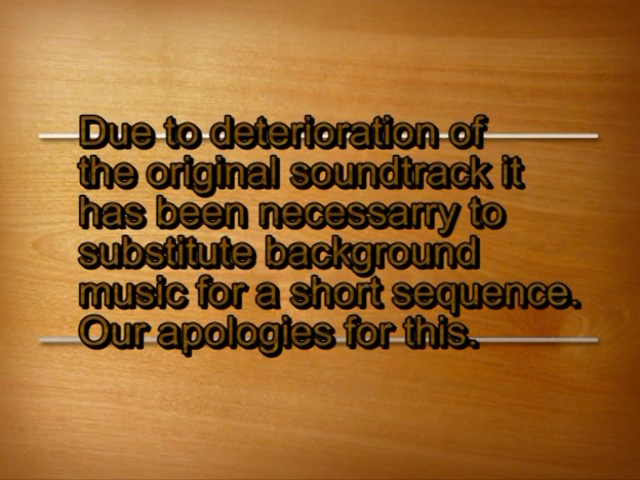 Due to deterioration of
the original soundtrack it
has been necessarry to
substitute background
music for a short sequence.
Our apologies for this.